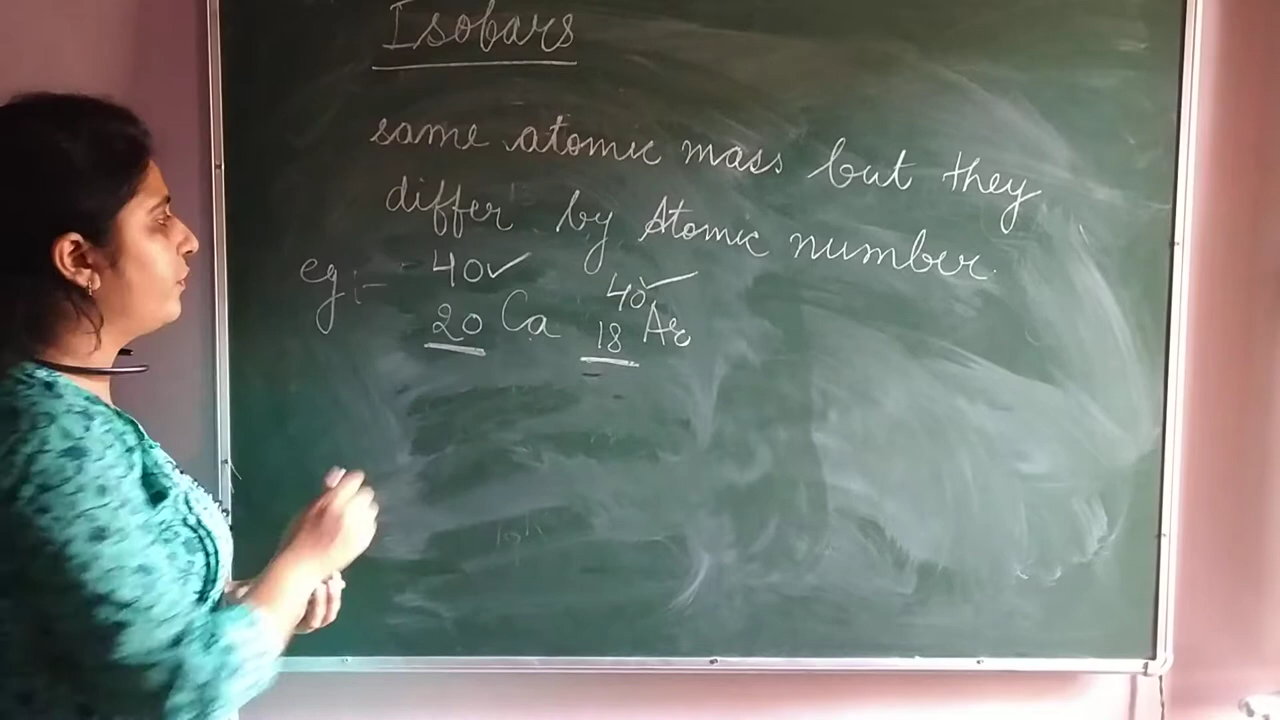 Isobars
same atomic mass but they
differ by Atomic number.
eg:- 40✓ 40✓
20 Ca 18 Ar